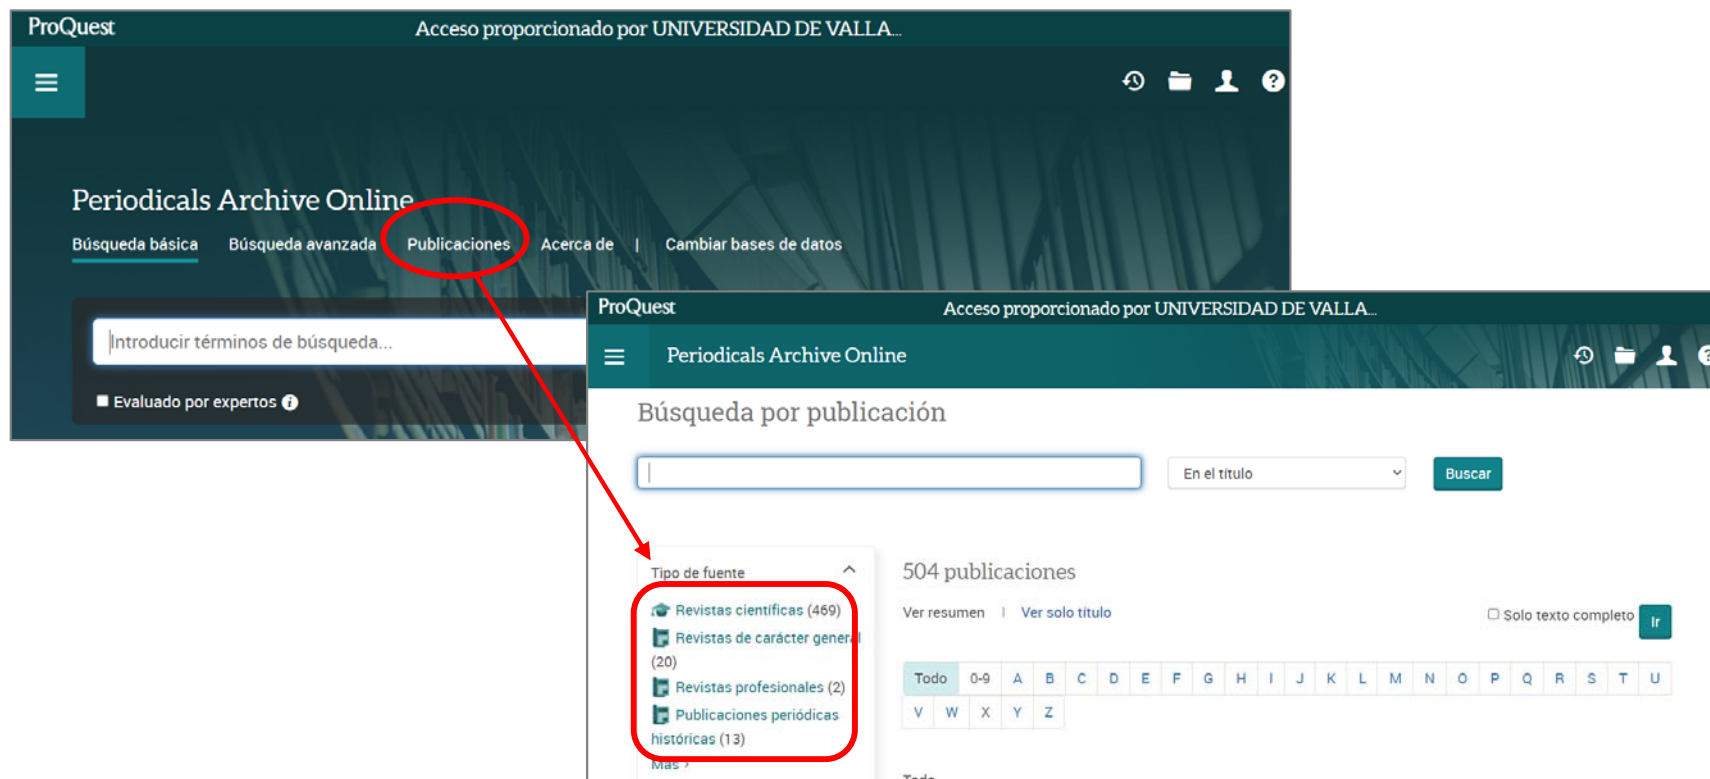 ProQuest
Acceso proporcionado por UNIVERSIDAD DE VALLA...
Periodicals Archive Online
Búsqueda básica Búsqueda avanzada Publicaciones Acerca de | Cambiar bases de datos
Introducir términos de búsqueda...
Evaluado por expertos
ProQuest
Acceso proporcionado por UNIVERSIDAD DE VALLA...
Periodicals Archive Online
Búsqueda por publicación
En el título
Buscar
Tipo de fuente
Revistas científicas (469)
Revistas de carácter general
(20)
Revistas profesionales (2)
Publicaciones periódicas
históricas (13)
Más >
504 publicaciones
Ver resumen | Ver solo título
Solo texto completo Ir
Todo 0-9 A B C D E F G H I J K L M N O P Q R S T U
V W X Y Z
Todo